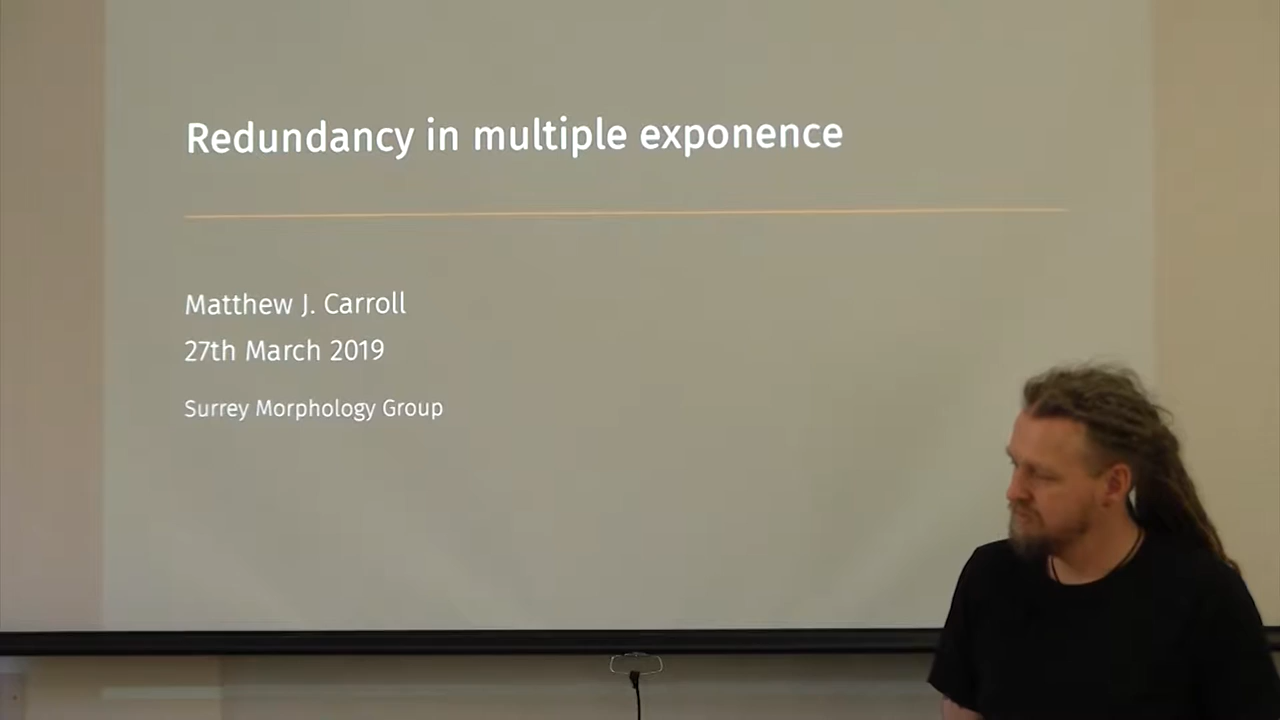 Redundancy in multiple exponence
Matthew J. Carroll
27th March 2019
Surrey Morphology Group